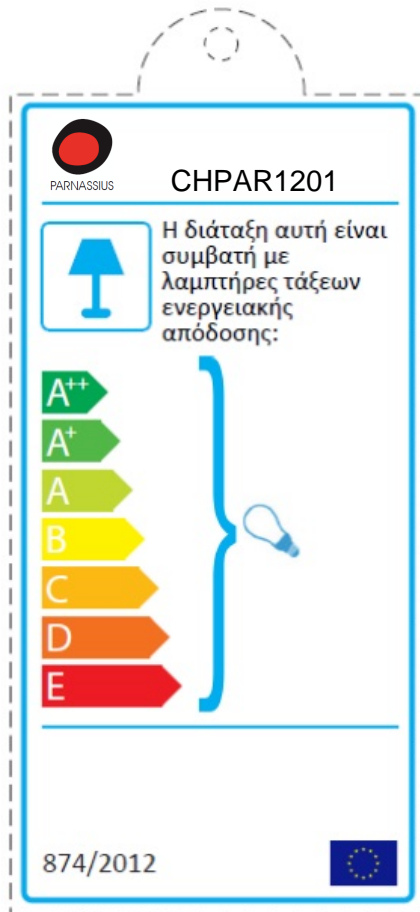 PARNASSIUS
CHPAR1201
Η διάταξη αυτή είναι
συμβατή με
λαμπτήρες τάξεων
ενεργειακής
απόδοσης:
A++
A+
A
B
C
D
E
874/2012